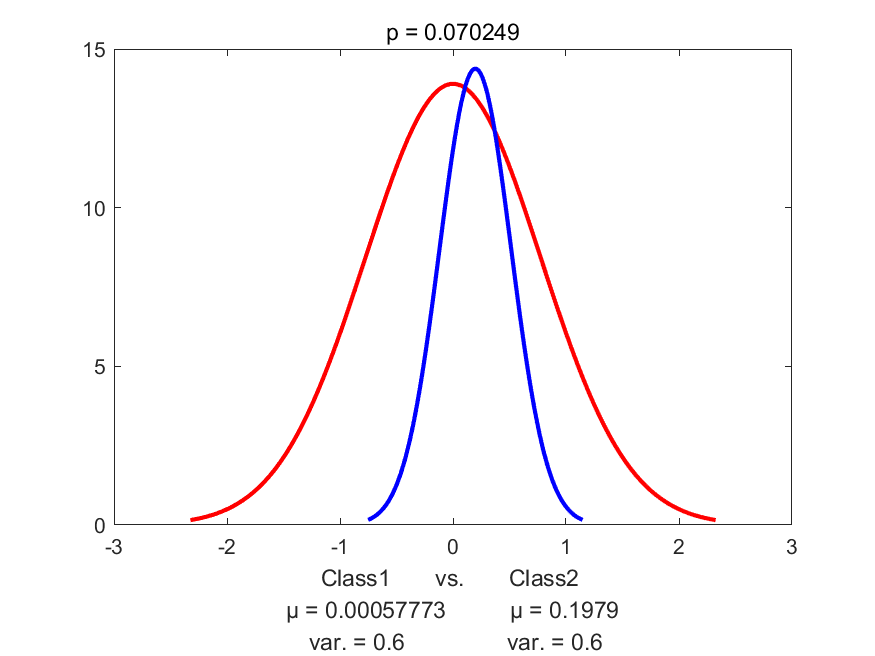 p = 0.070249
15
10
5
0
-3 -2 -1 0 1 2 3
Class1 vs. Class2
μ = 0.00057773 μ = 0.1979
var. = 0.6 var. = 0.6